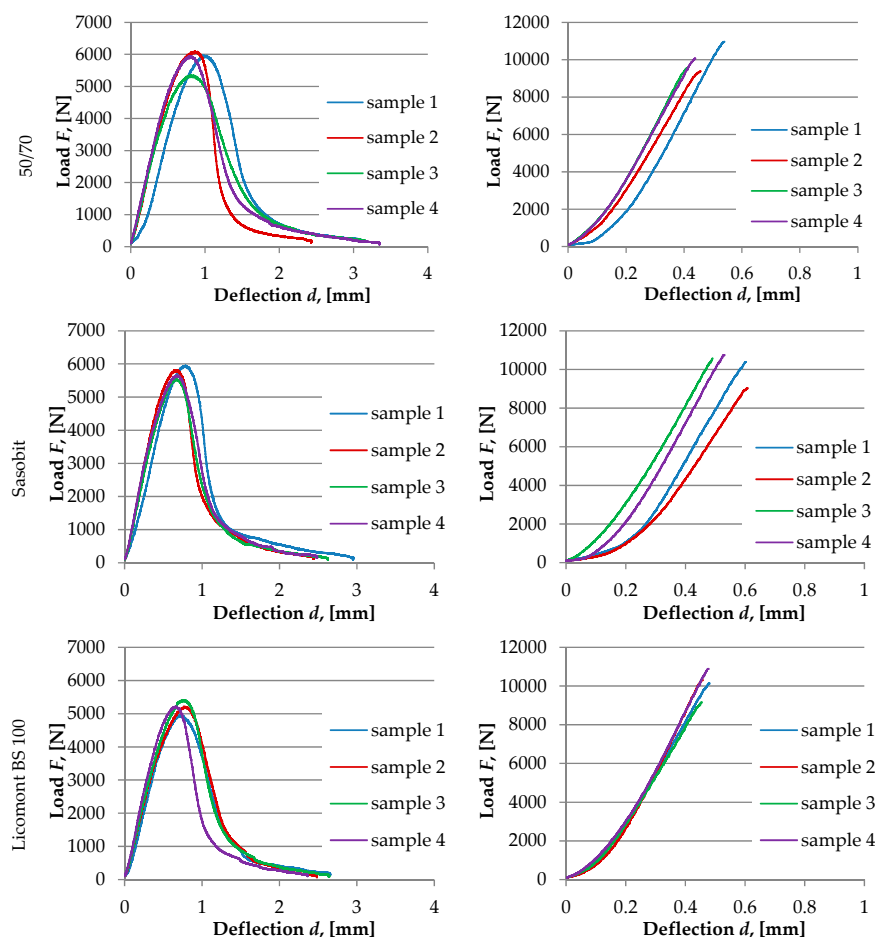 50/70
Load F, [N]
7000
6000
5000
4000
3000
2000
1000
0
0 1 2 3 4
Deflection d, [mm]
sample 1
sample 2
sample 3
sample 4
Load F, [N]
12000
10000
8000
6000
4000
2000
0
0 0.2 0.4 0.6 0.8 1
Deflection d, [mm]
sample 1
sample 2
sample 3
sample 4
Sasobit
Load F, [N]
7000
6000
5000
4000
3000
2000
1000
0
0 1 2 3 4
Deflection d, [mm]
sample 1
sample 2
sample 3
sample 4
Load F, [N]
12000
10000
8000
6000
4000
2000
0
0 0.2 0.4 0.6 0.8 1
Deflection d, [mm]
sample 1
sample 2
sample 3
sample 4
Licomont BS 100
Load F, [N]
7000
6000
5000
4000
3000
2000
1000
0
0 1 2 3 4
Deflection d, [mm]
sample 1
sample 2
sample 3
sample 4
Load F, [N]
12000
10000
8000
6000
4000
2000
0
0 0.2 0.4 0.6 0.8 1
Deflection d, [mm]
sample 1
sample 2
sample 3
sample 4